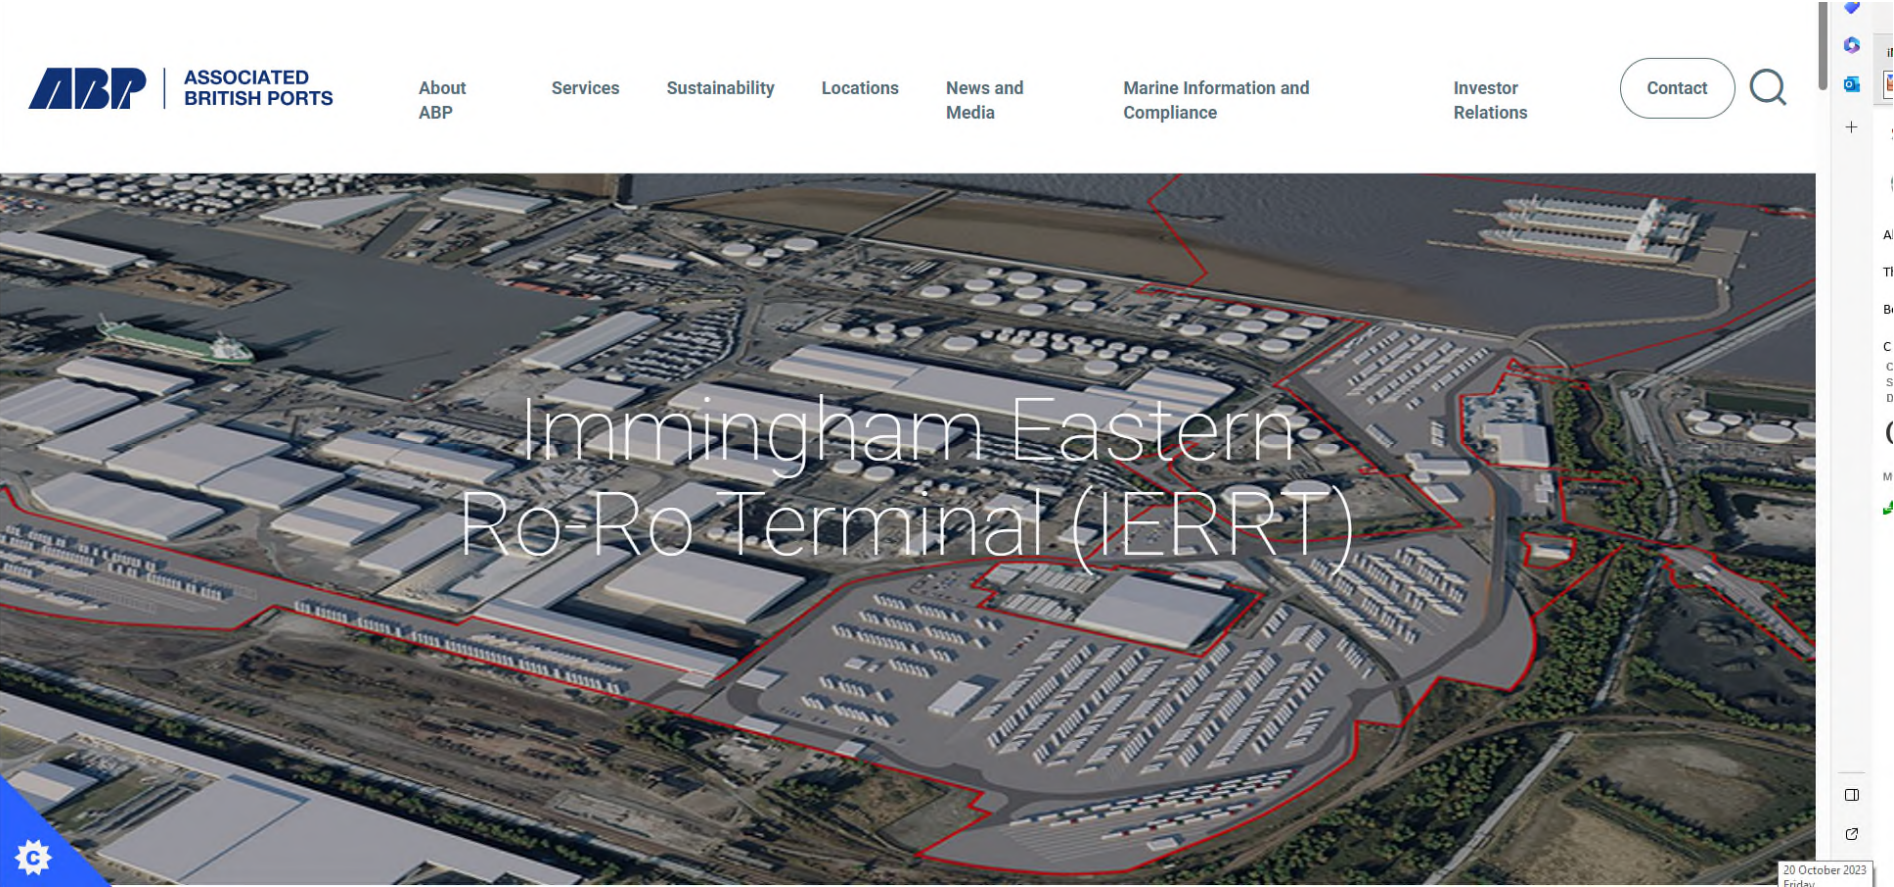 ABP
ASSOCIATED
BRITISH PORTS
About
ABP
Services
Sustainability
Locations
News and
Media
Marine Information and
Compliance
Investor
Relations
Contact
Immingham Eastern
Ro-Ro Terminal (IERRT)
C
20 October 2023
Friday